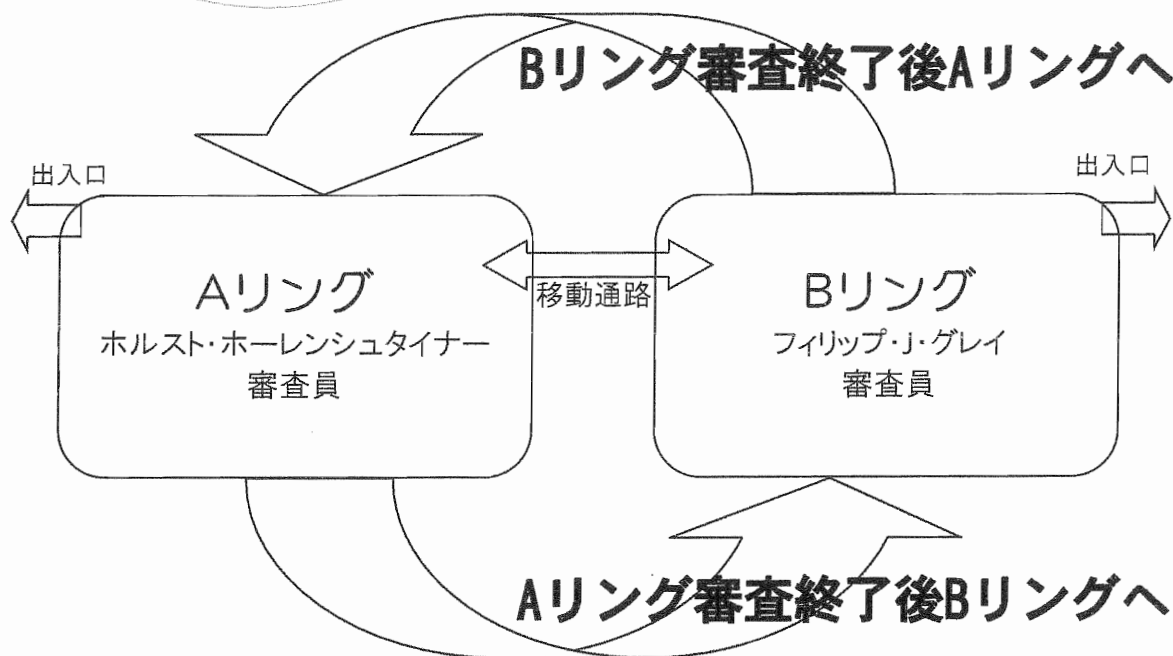 Bリング審査終了後Aリングへ
出入口
出入口
Aリング
ホルスト・ホーレンシュタイナー
審査員
移動通路
Bリング
フィリップ・j・グレイ
審査員
Aリング審査終了後Bリングへ